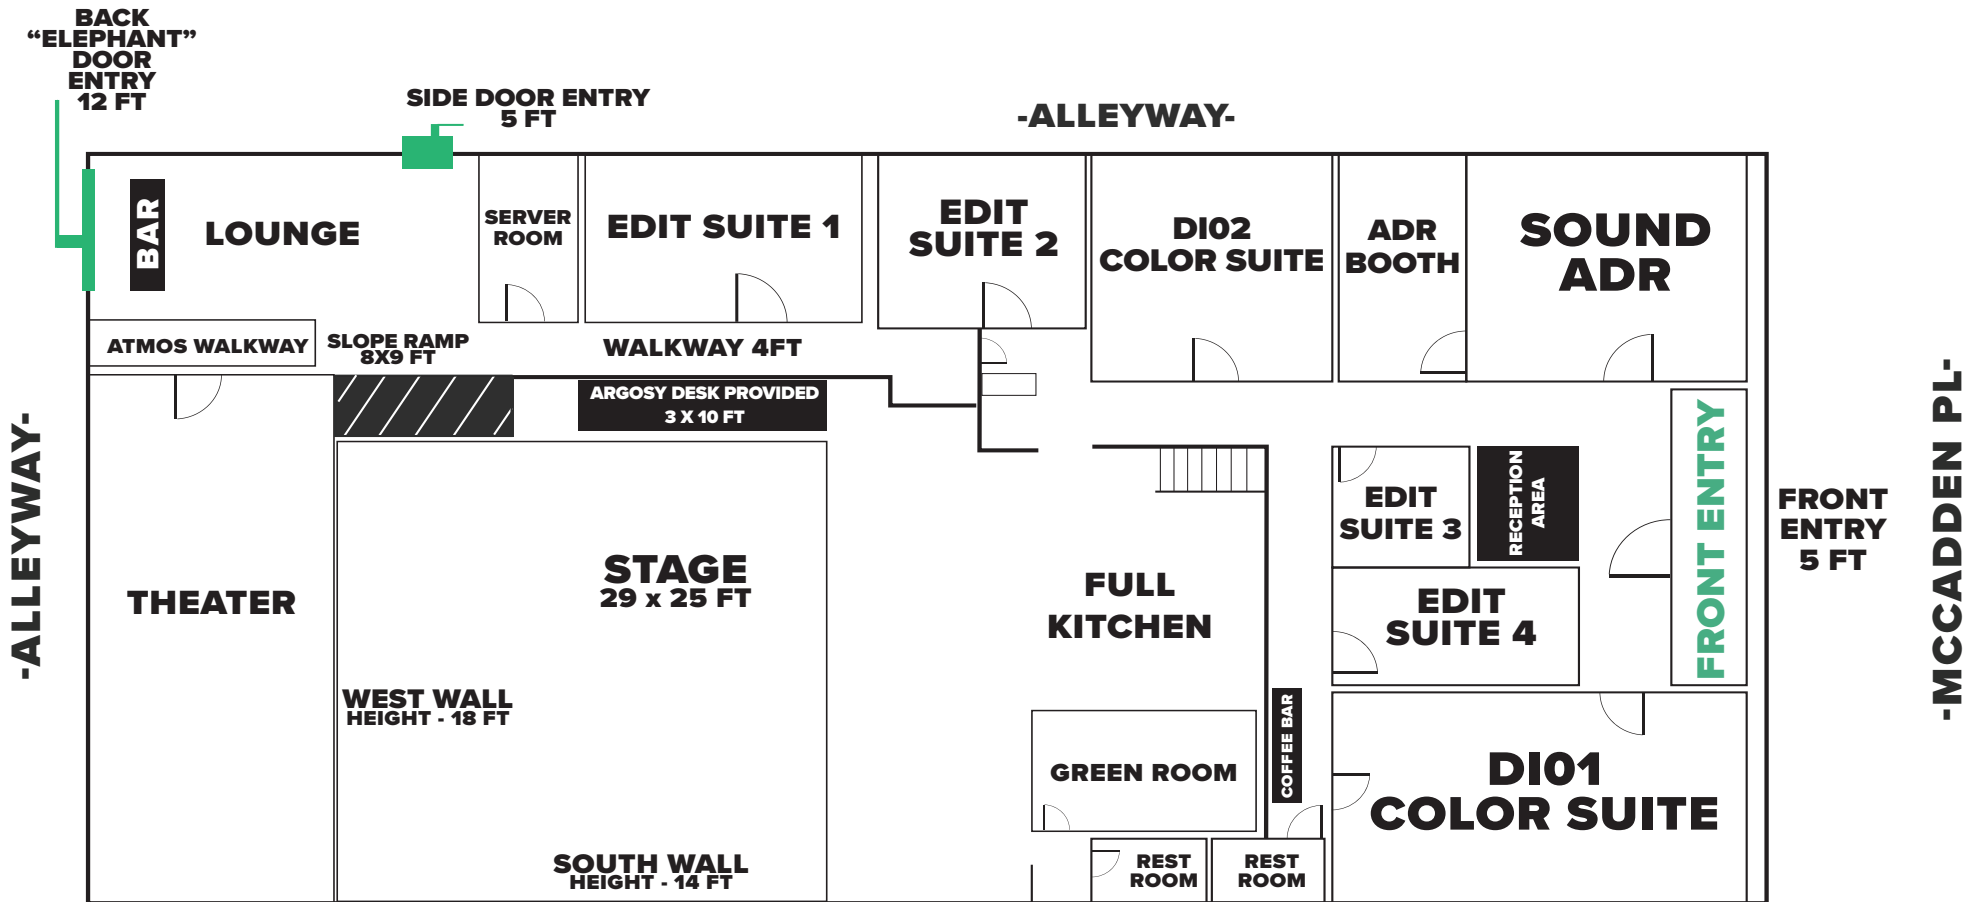 BACK
“ELEPHANT”
DOOR
ENTRY
12 FT
SIDE DOOR ENTRY
5 FT
-ALLEYWAY-
BAR
LOUNGE
SERVER
ROOM
EDIT SUITE 1
EDIT
SUITE 2
DI02
COLOR SUITE
ADR
BOOTH
SOUND
ADR
ATMOS WALKWAY
SLOPE RAMP
8X9 FT
WALKWAY 4FT
ARGOSY DESK PROVIDED
3 X 10 FT
-ALLEYWAY-
THEATER
STAGE
29 x 25 FT
WEST WALL
HEIGHT - 18 FT
SOUTH WALL
HEIGHT - 14 FT
FULL
KITCHEN
GREEN ROOM
COFFEE BAR
REST
ROOM
REST
ROOM
EDIT
SUITE 3
RECEPTION
AREA
EDIT
SUITE 4
DI01
COLOR SUITE
FRONT ENTRY
FRONT
ENTRY
5 FT
-MCCADDEN PL-